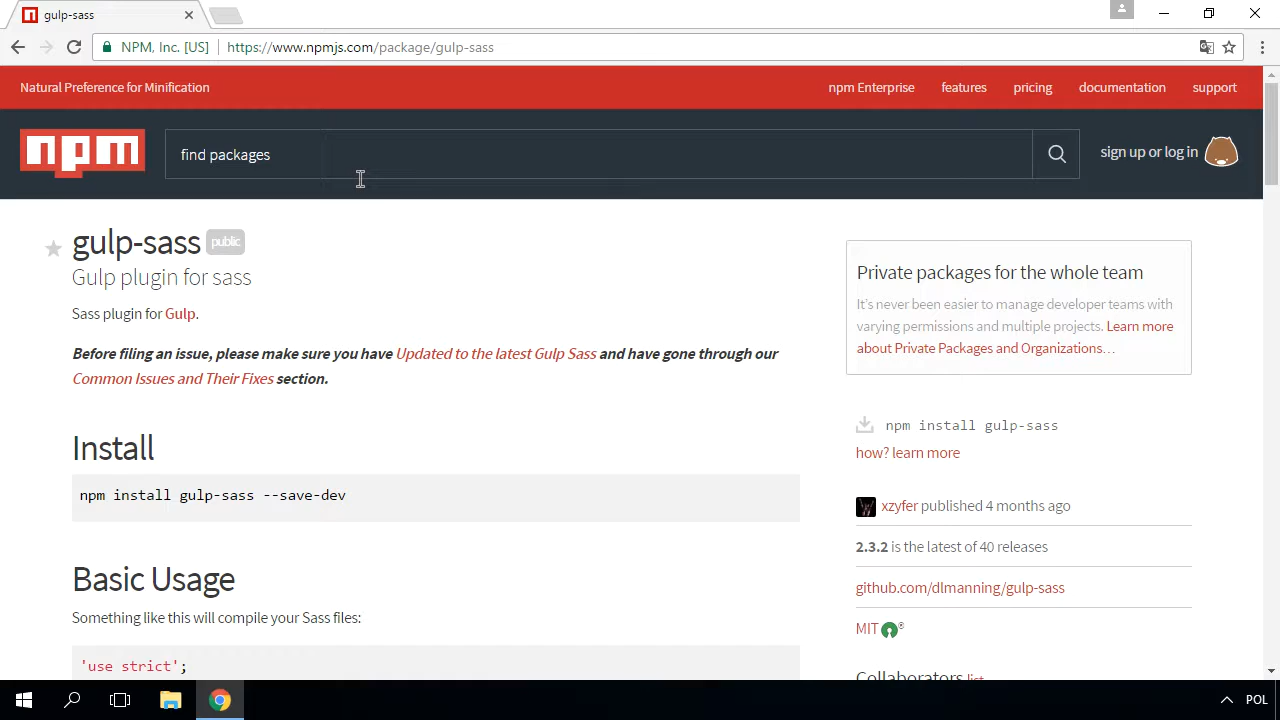 gulp-sass
NPM, Inc. [US]
https://www.npmjs.com/package/gulp-sass
Natural Preference for Minification
npm Enterprise
features
pricing
documentation
support
npm
find packages
sign up or log in
gulp-sass public
Gulp plugin for sass
Sass plugin for Gulp.
Before filing an issue, please make sure you have Updated to the latest Gulp Sass and have gone through our
Common Issues and Their Fixes section.
Install
npm install gulp-sass --save-dev
Basic Usage
Something like this will compile your Sass files:
'use strict';
Private packages for the whole team
It's never been easier to manage developer teams with
varying permissions and multiple projects. Learn more
about Private Packages and Organizations…
npm install gulp-sass
how? learn more
xzyfer published 4 months ago
2.3.2 is the latest of 40 releases
github.com/dlmanning/gulp-sass
MIT ®
Collaborators list
POL